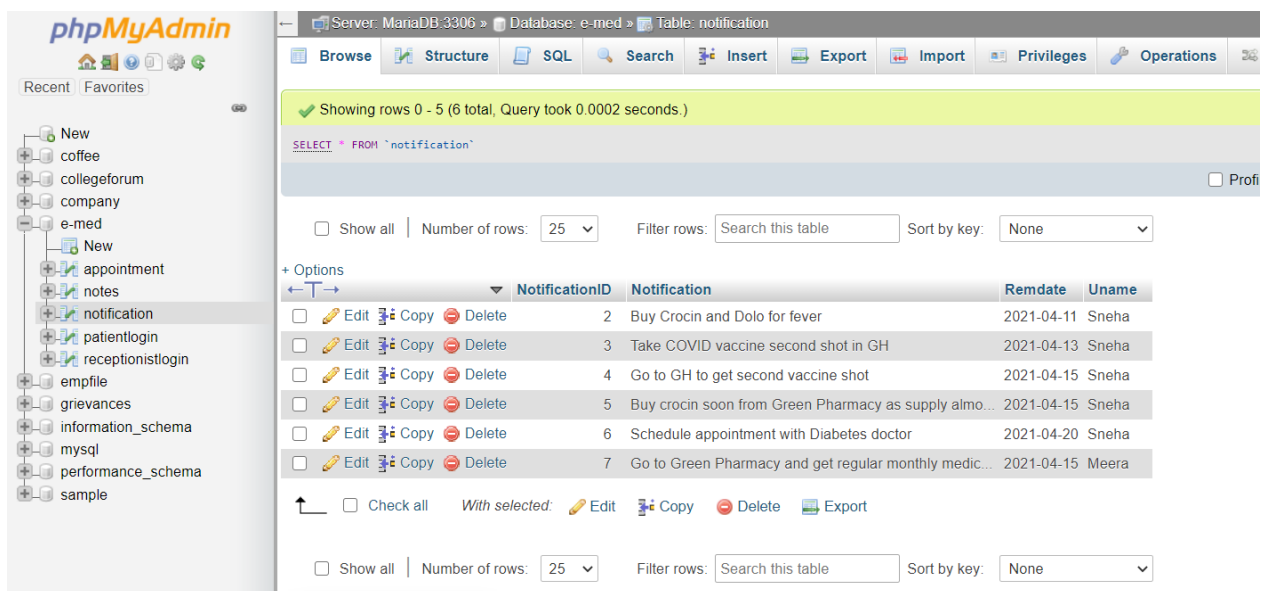 phpMyAdmin
Recent Favorites
New
coffee
collegeforum
company
e-med
New
appointment
notes
notification
patientlogin
receptionistlogin
empfile
grievances
information_schema
mysql
performance_schema
sample
← Server: MariaDB:3306 » Database: e-med » Table: notification
Browse Structure SQL Search Insert Export Import Privileges Operations
Showing rows 0 - 5 (6 total, Query took 0.0002 seconds.)
SELECT * FROM `notification`
Profi
Show all | Number of rows: 25 Filter rows: Search this table Sort by key: None
+ Options
←T→ NotificationID Notification Remdate Uname
Edit Copy Delete 2 Buy Crocin and Dolo for fever 2021-04-11 Sneha
Edit Copy Delete 3 Take COVID vaccine second shot in GH 2021-04-13 Sneha
Edit Copy Delete 4 Go to GH to get second vaccine shot 2021-04-15 Sneha
Edit Copy Delete 5 Buy crocin soon from Green Pharmacy as supply almo... 2021-04-15 Sneha
Edit Copy Delete 6 Schedule appointment with Diabetes doctor 2021-04-20 Sneha
Edit Copy Delete 7 Go to Green Pharmacy and get regular monthly medic... 2021-04-15 Meera
Check all With selected: Edit Copy Delete Export
Show all | Number of rows: 25 Filter rows: Search this table Sort by key: None